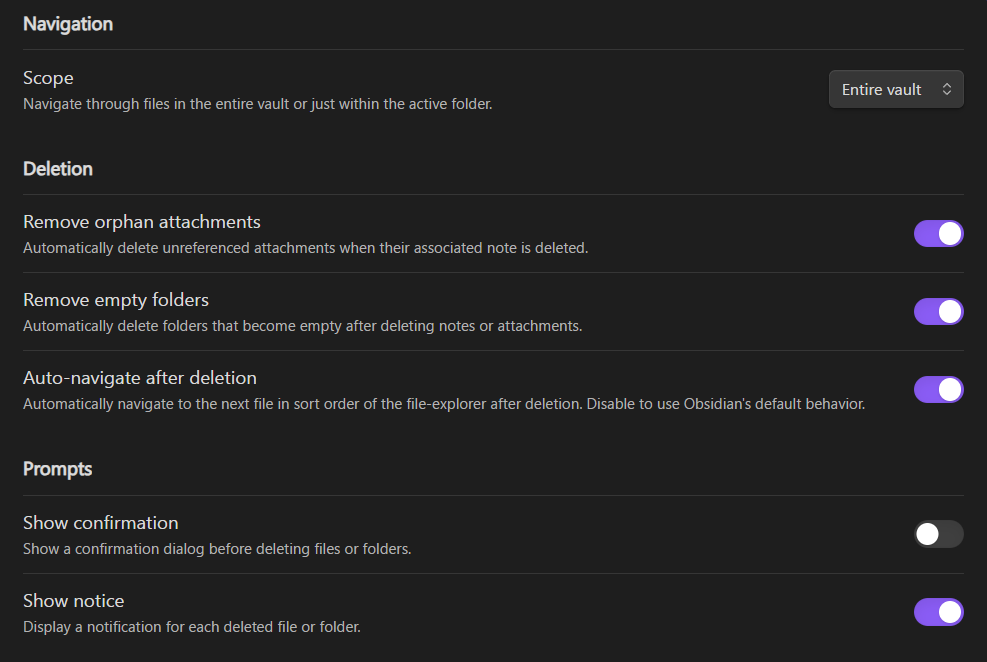 Navigation
Scope
Navigate through files in the entire vault or just within the active folder.
Entire vault
Deletion
Remove orphan attachments
Automatically delete unreferenced attachments when their associated note is deleted.
Remove empty folders
Automatically delete folders that become empty after deleting notes or attachments.
Auto-navigate after deletion
Automatically navigate to the next file in sort order of the file-explorer after deletion. Disable to use Obsidian's default behavior.
Prompts
Show confirmation
Show a confirmation dialog before deleting files or folders.
Show notice
Display a notification for each deleted file or folder.